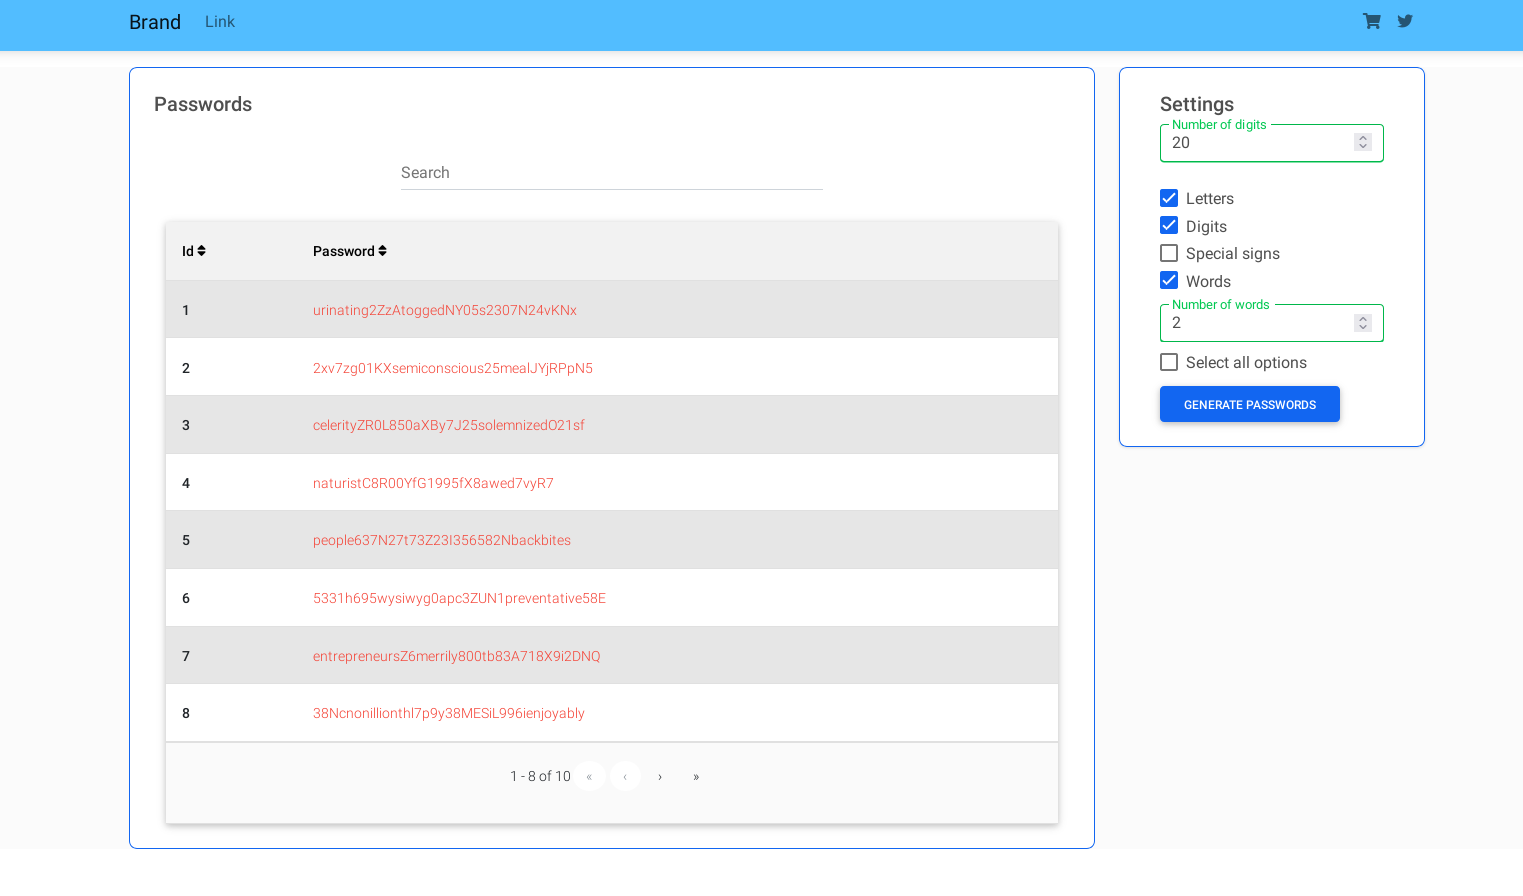 Brand Link
Passwords
Search
Id Password
1 urinating2ZzAtoggedNY05s2307N24vKNx
2 2xv7zg01KXsemiconscious25mealJYjRPpN5
3 celerityZR0L850aXBy7J25solemnizedO21sf
4 naturistC8R00YfG1995fX8awed7vyR7
5 people637N27t73Z23I356582Nbackbites
6 5331h695wysiwyg0apc3ZUN1preventative58E
7 entrepreneursZ6merrily800tb83A718X9i2DNQ
8 38Ncnonillionthl7p9y38MESiL996ienjoyably
1 - 8 of 10 « ‹ › »
Settings
Number of digits
20
Letters
Digits
Special signs
Words
Number of words
2
Select all options
GENERATE PASSWORDS